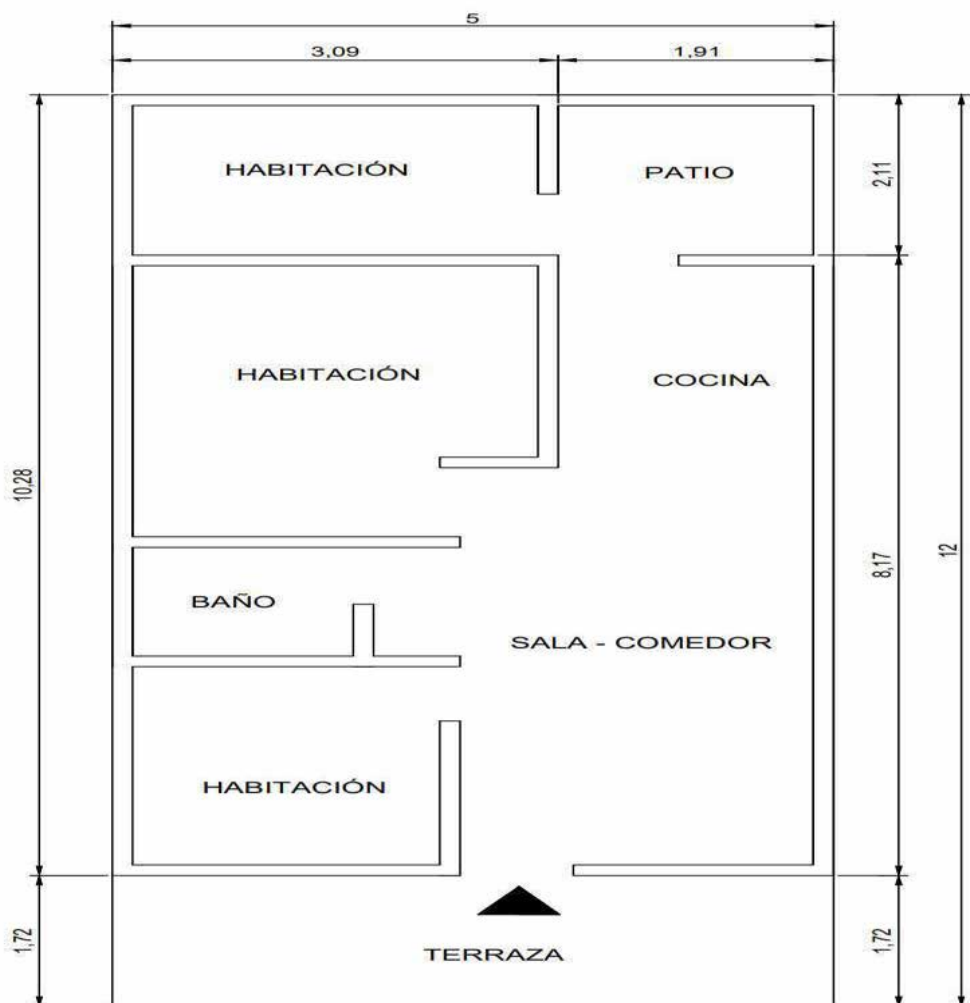 5
3,09
1,91
HABITACIÓN
PATIO
2,11
HABITACIÓN
COCINA
10,28
12
8,17
BAÑO
SALA - COMEDOR
HABITACIÓN
1,72
1,72
TERRAZA